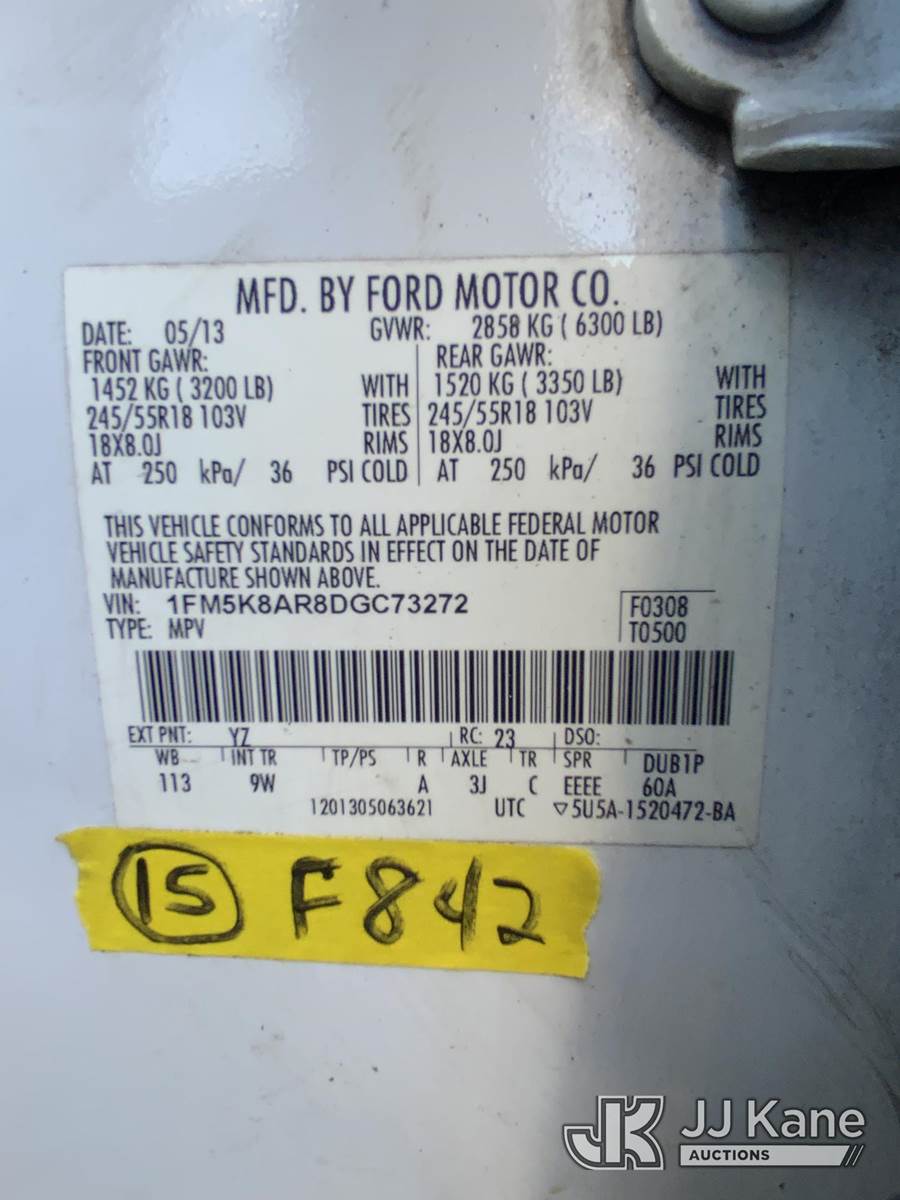 MFD. BY FORD MOTOR CO.
DATE: 05/13 GVWR: 2858 KG ( 6300 LB)
FRONT GAWR: REAR GAWR:
1452 KG ( 3200 LB) WITH 1520 KG ( 3350 LB) WITH
245/55R18 103V TIRES 245/55R18 103V TIRES
18X8.0J RIMS 18X8.0J RIMS
AT 250 kPa/ 36 PSI COLD AT 250 kPa/ 36 PSI COLD
THIS VEHICLE CONFORMS TO ALL APPLICABLE FEDERAL MOTOR
VEHICLE SAFETY STANDARDS IN EFFECT ON THE DATE OF
MANUFACTURE SHOWN ABOVE.
VIN: 1FM5K8AR8DGC73272 F0308
TYPE: MPV T0500
EXT PNT: YZ RC: 23 DSO:
WB INT TR TP/PS R AXLE TR SPR DUB1P
113 9W A 3J C EEEE 60A
1201305063621 UTC ▽5U5A-1520472-BA
15 F842
JK JJ Kane
AUCTIONS